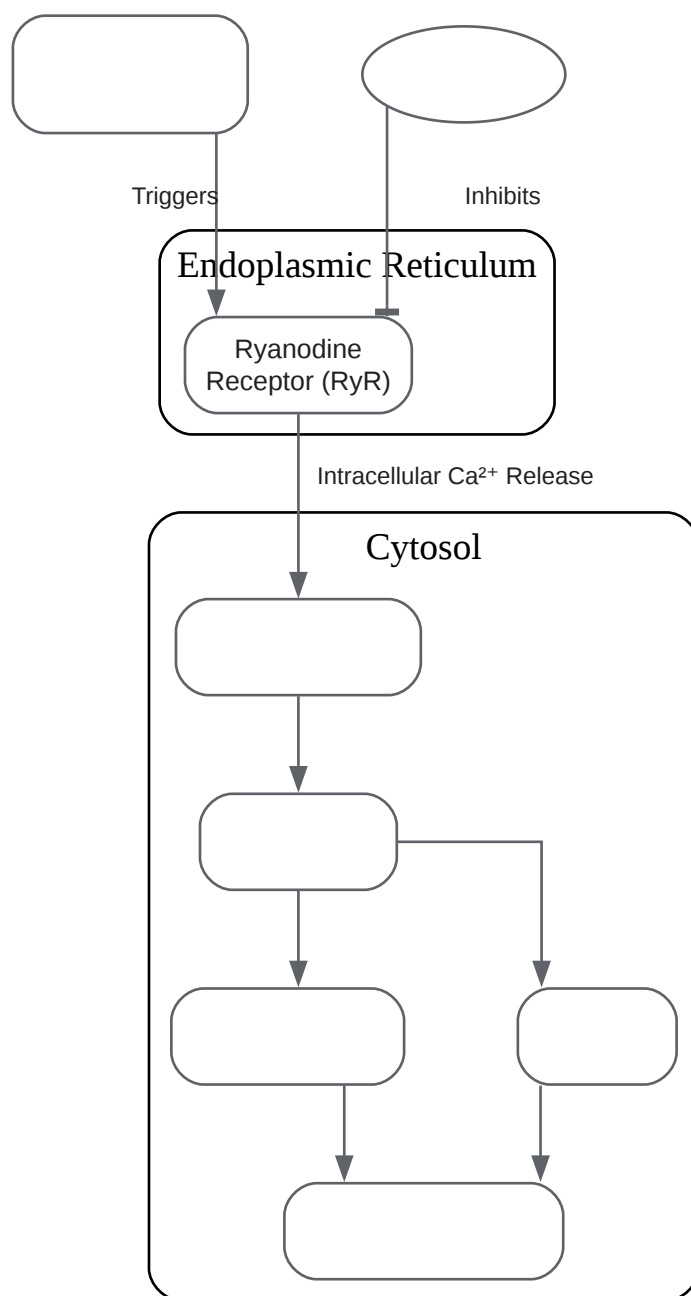 Triggers
Inhibits
Endoplasmic Reticulum
Ryanodine
Receptor (RyR)
Intracellular Ca²⁺ Release
Cytosol